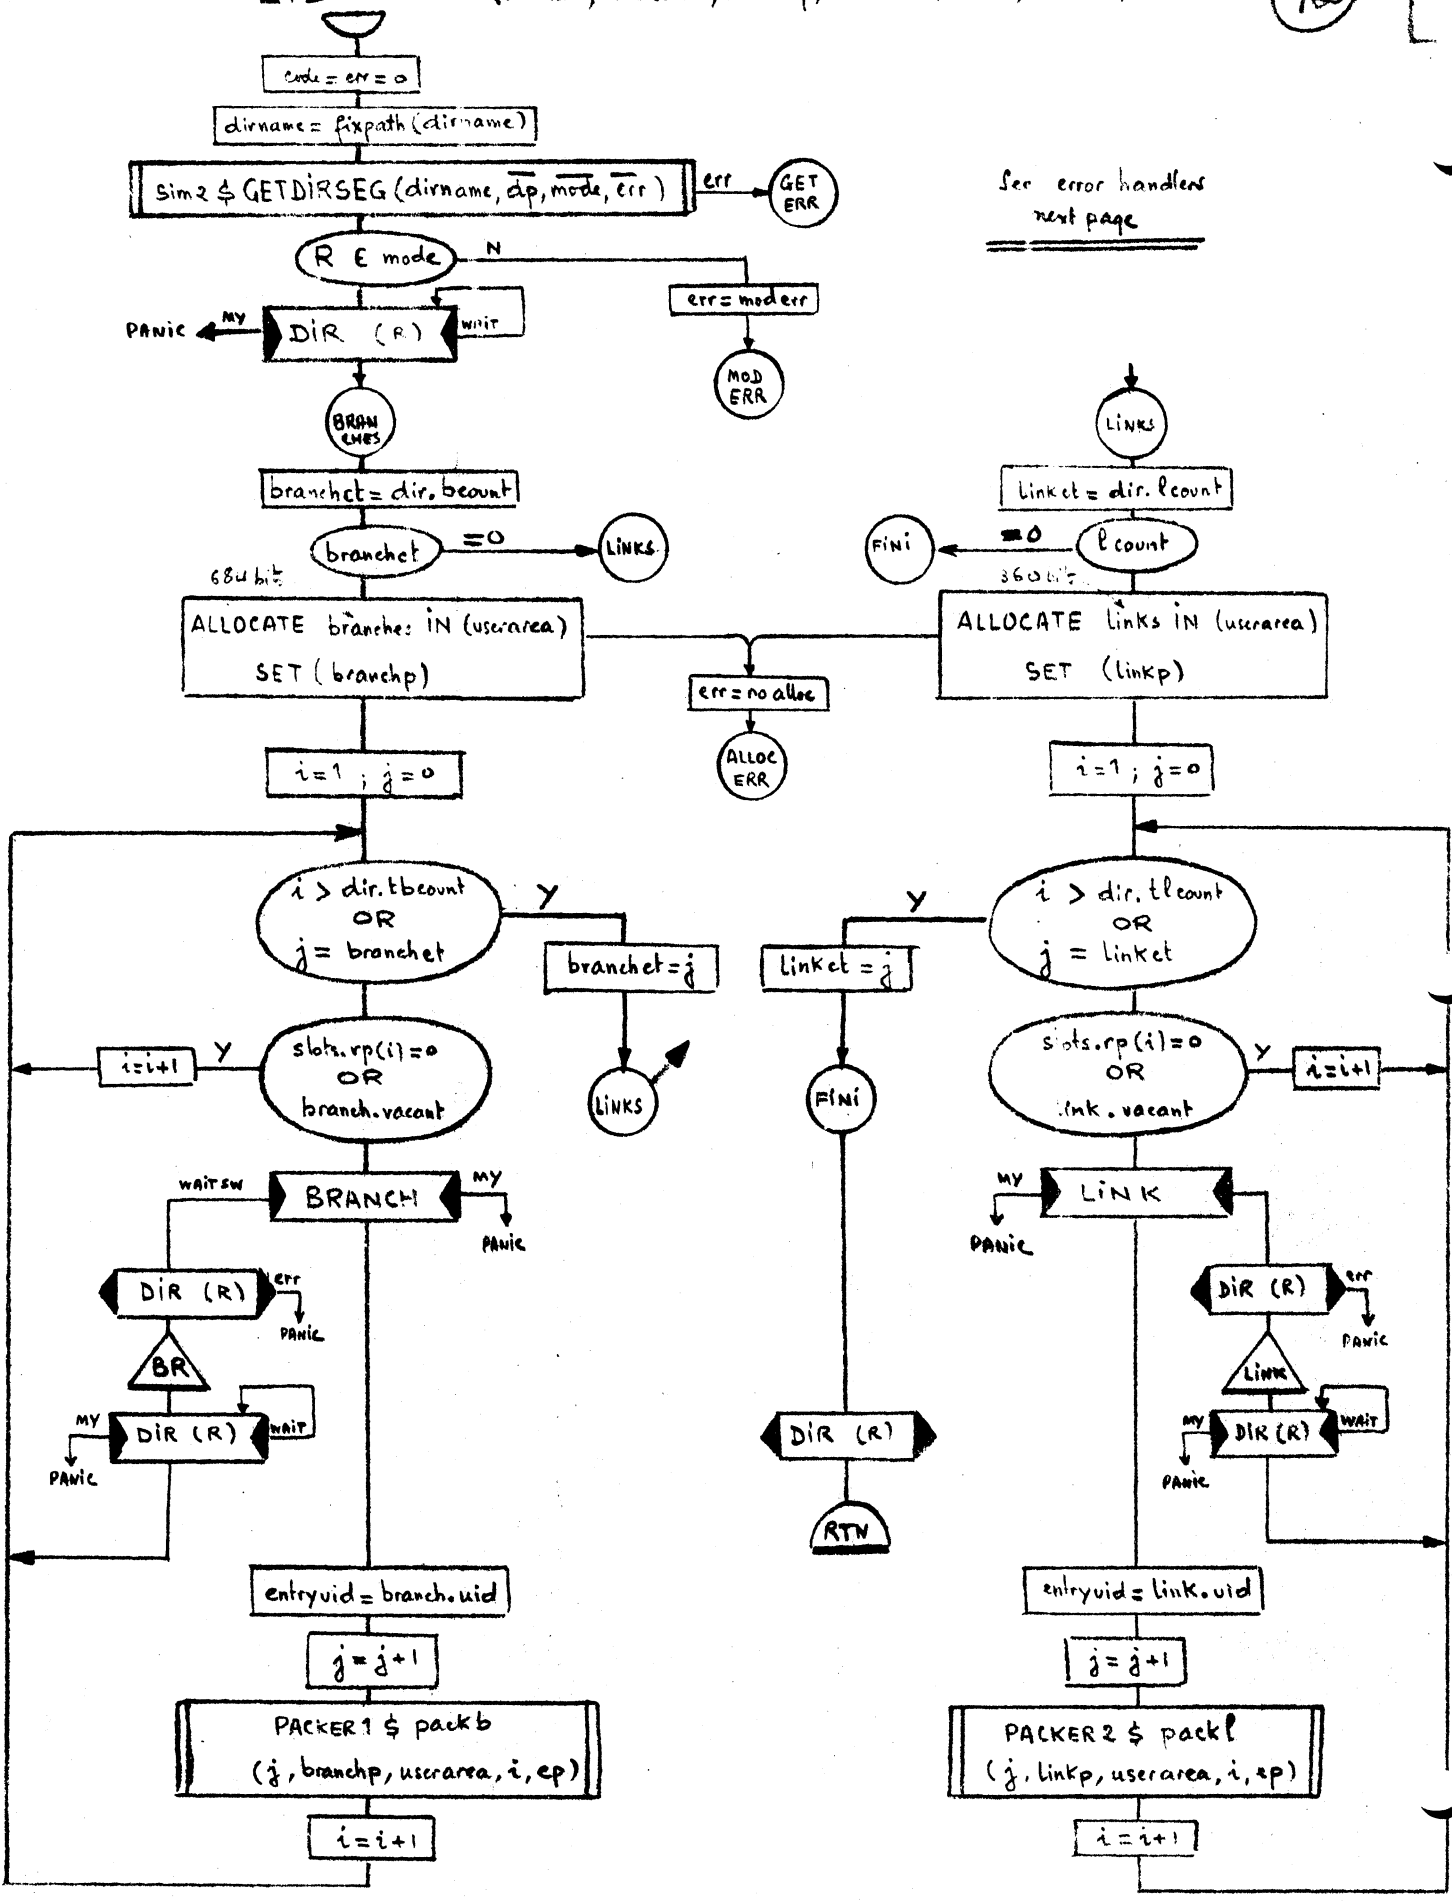 code = err = 0
dirname = fixpath (dirname)
sim2 $ GETDIRSEG (dirname, dp, mode, err)
err
GET
ERR
See error handlers
next page
R ∈ mode
N
err = moderr
MOD
ERR
PANIC
MY
DIR (R)
WAIT
BRAN
CHES
LINKS
branchct = dir. bcount
linkct = dir. lcount
branchct
=0
LINKS
FINI
=0
lcount
684 bit
360 bit
ALLOCATE branches IN (userarea)
SET (branchp)
ALLOCATE links IN (userarea)
SET (linkp)
err = no alloc
ALLOC
ERR
i=1 ; j=0
i=1 ; j=0
i > dir.tbcount
OR
j = branchct
Y
branchct = j
LINKS
Y
linkct = j
FINI
i > dir.tlcount
OR
j = linkct
i=i+1
Y
slots.rp(i)=0
OR
branch.vacant
slots.rp(i)=0
OR
link.vacant
Y
i=i+1
WAITSW
BRANCH
MY
PANIC
MY
PANIC
LINK
DIR (R)
err
PANIC
DIR (R)
err
PANIC
BR
LINK
MY
PANIC
DIR (R)
WAIT
DIR (R)
RTN
MY
PANIC
DIR (R)
WAIT
entryuid = branch.uid
entryuid = link.uid
j = j+1
j = j+1
PACKER1 $ packb
(j, branchp, userarea, i, ep)
PACKER2 $ packl
(j, linkp, userarea, i, ep)
i = i+1
i = i+1